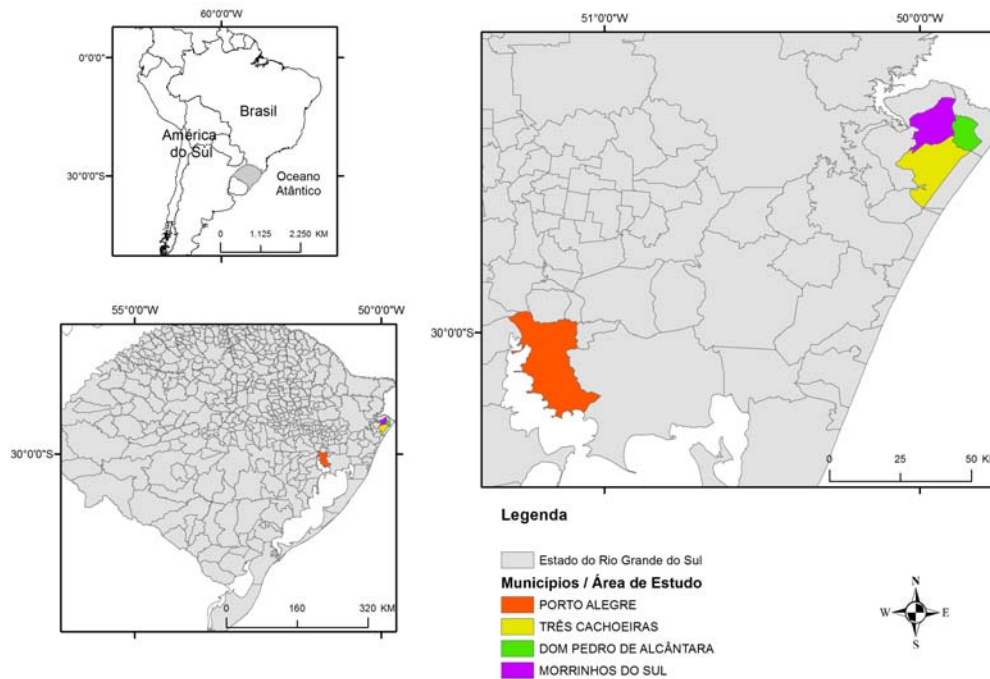 60°0'0"W
0°0'0"
Brasil
América
do Sul
30°0'0"S
Oceano
Atântico
0 1.125 2.250 KM
55°0'0"W 50°0'0"W
30°0'0"S
0 160 320 KM
51°0'0"W 50°0'0"W
30°0'0"S
0 25 50 KM
Legenda
Estado do Rio Grande do Sul
Municípios / Área de Estudo
PORTO ALEGRE
TRÊS CACHOEIRAS
DOM PEDRO DE ALCÂNTARA
MORRINHOS DO SUL
N
W E
S